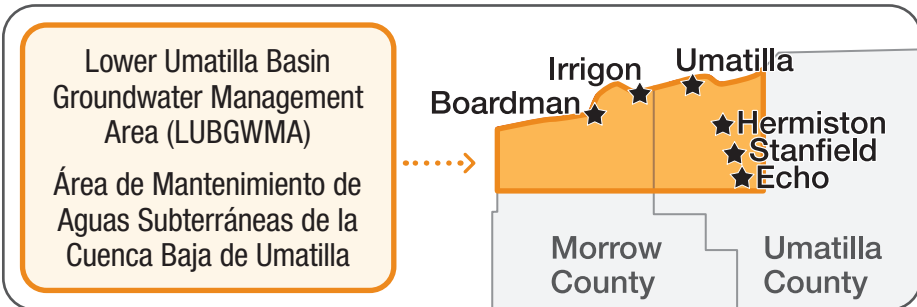 Lower Umatilla Basin
Groundwater Management
Area (LUBGWMA)
Área de Mantenimiento de
Aguas Subterráneas de la
Cuenca Baja de Umatilla
Umatilla
Irrigon
Boardman
Hermiston
Stanfield
Echo
Morrow
County
Umatilla
County